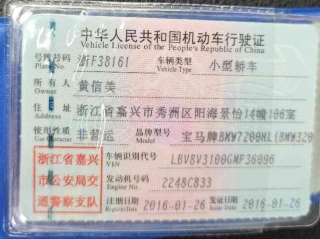 中华人民共和国机动车行驶证
Vehicle License of the People's Republic of China
号牌号码 浙F38161 车辆类型 小型轿车
Plate No. Vehicle Type
所有人 黄信美
Owner
住址 浙江省嘉兴市秀洲区阳海景怡14幢106室
Address
使用性质 非营运 品牌型号 宝马牌BMW7200HL(BMW320
浙江省嘉兴
市公安局交
通警察支队
车辆识别代号 LBV8V3100GMF36096
VIN
发动机号码 2248C833
Engine No.
注册日期 2016-01-26 发证日期 2016-01-26
Register Date Issue Date